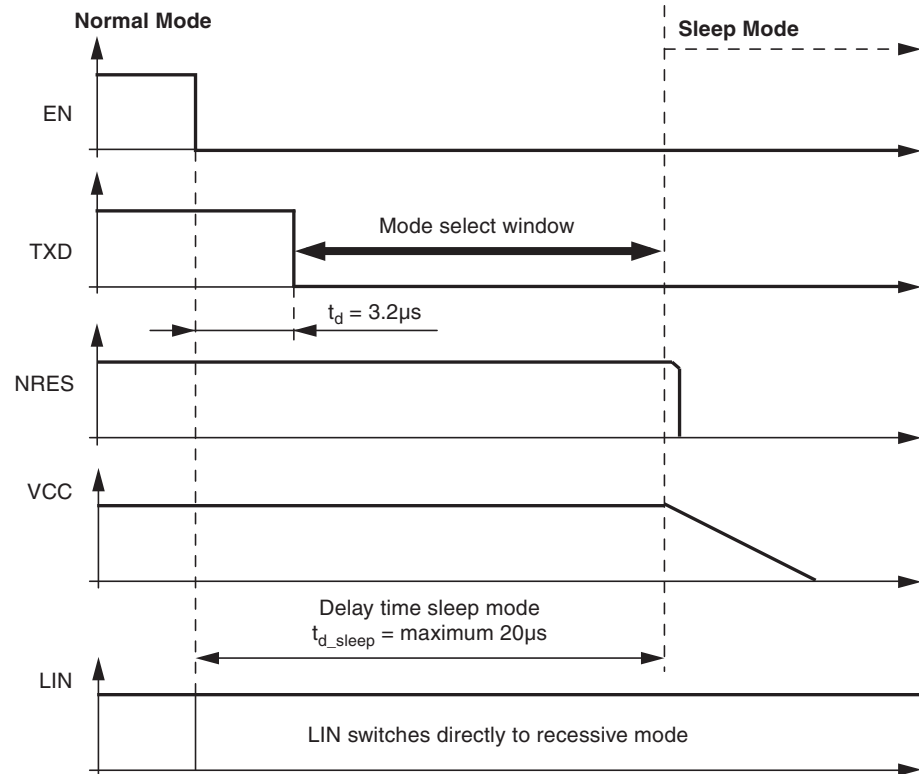 Normal Mode
Sleep Mode
EN
TXD
Mode select window
t_d = 3.2µs
NRES
VCC
Delay time sleep mode
t_d_sleep = maximum 20µs
LIN
LIN switches directly to recessive mode